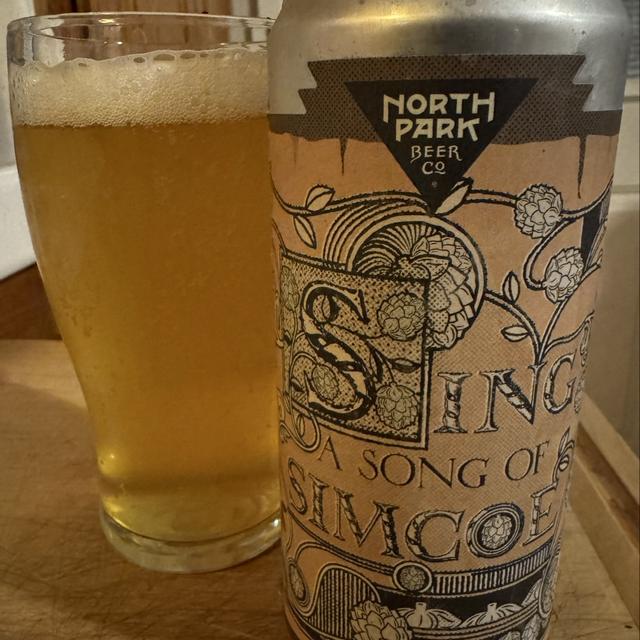 NORTH
PARK
BEER
CO
SING
A SONG OF
SIMCOE